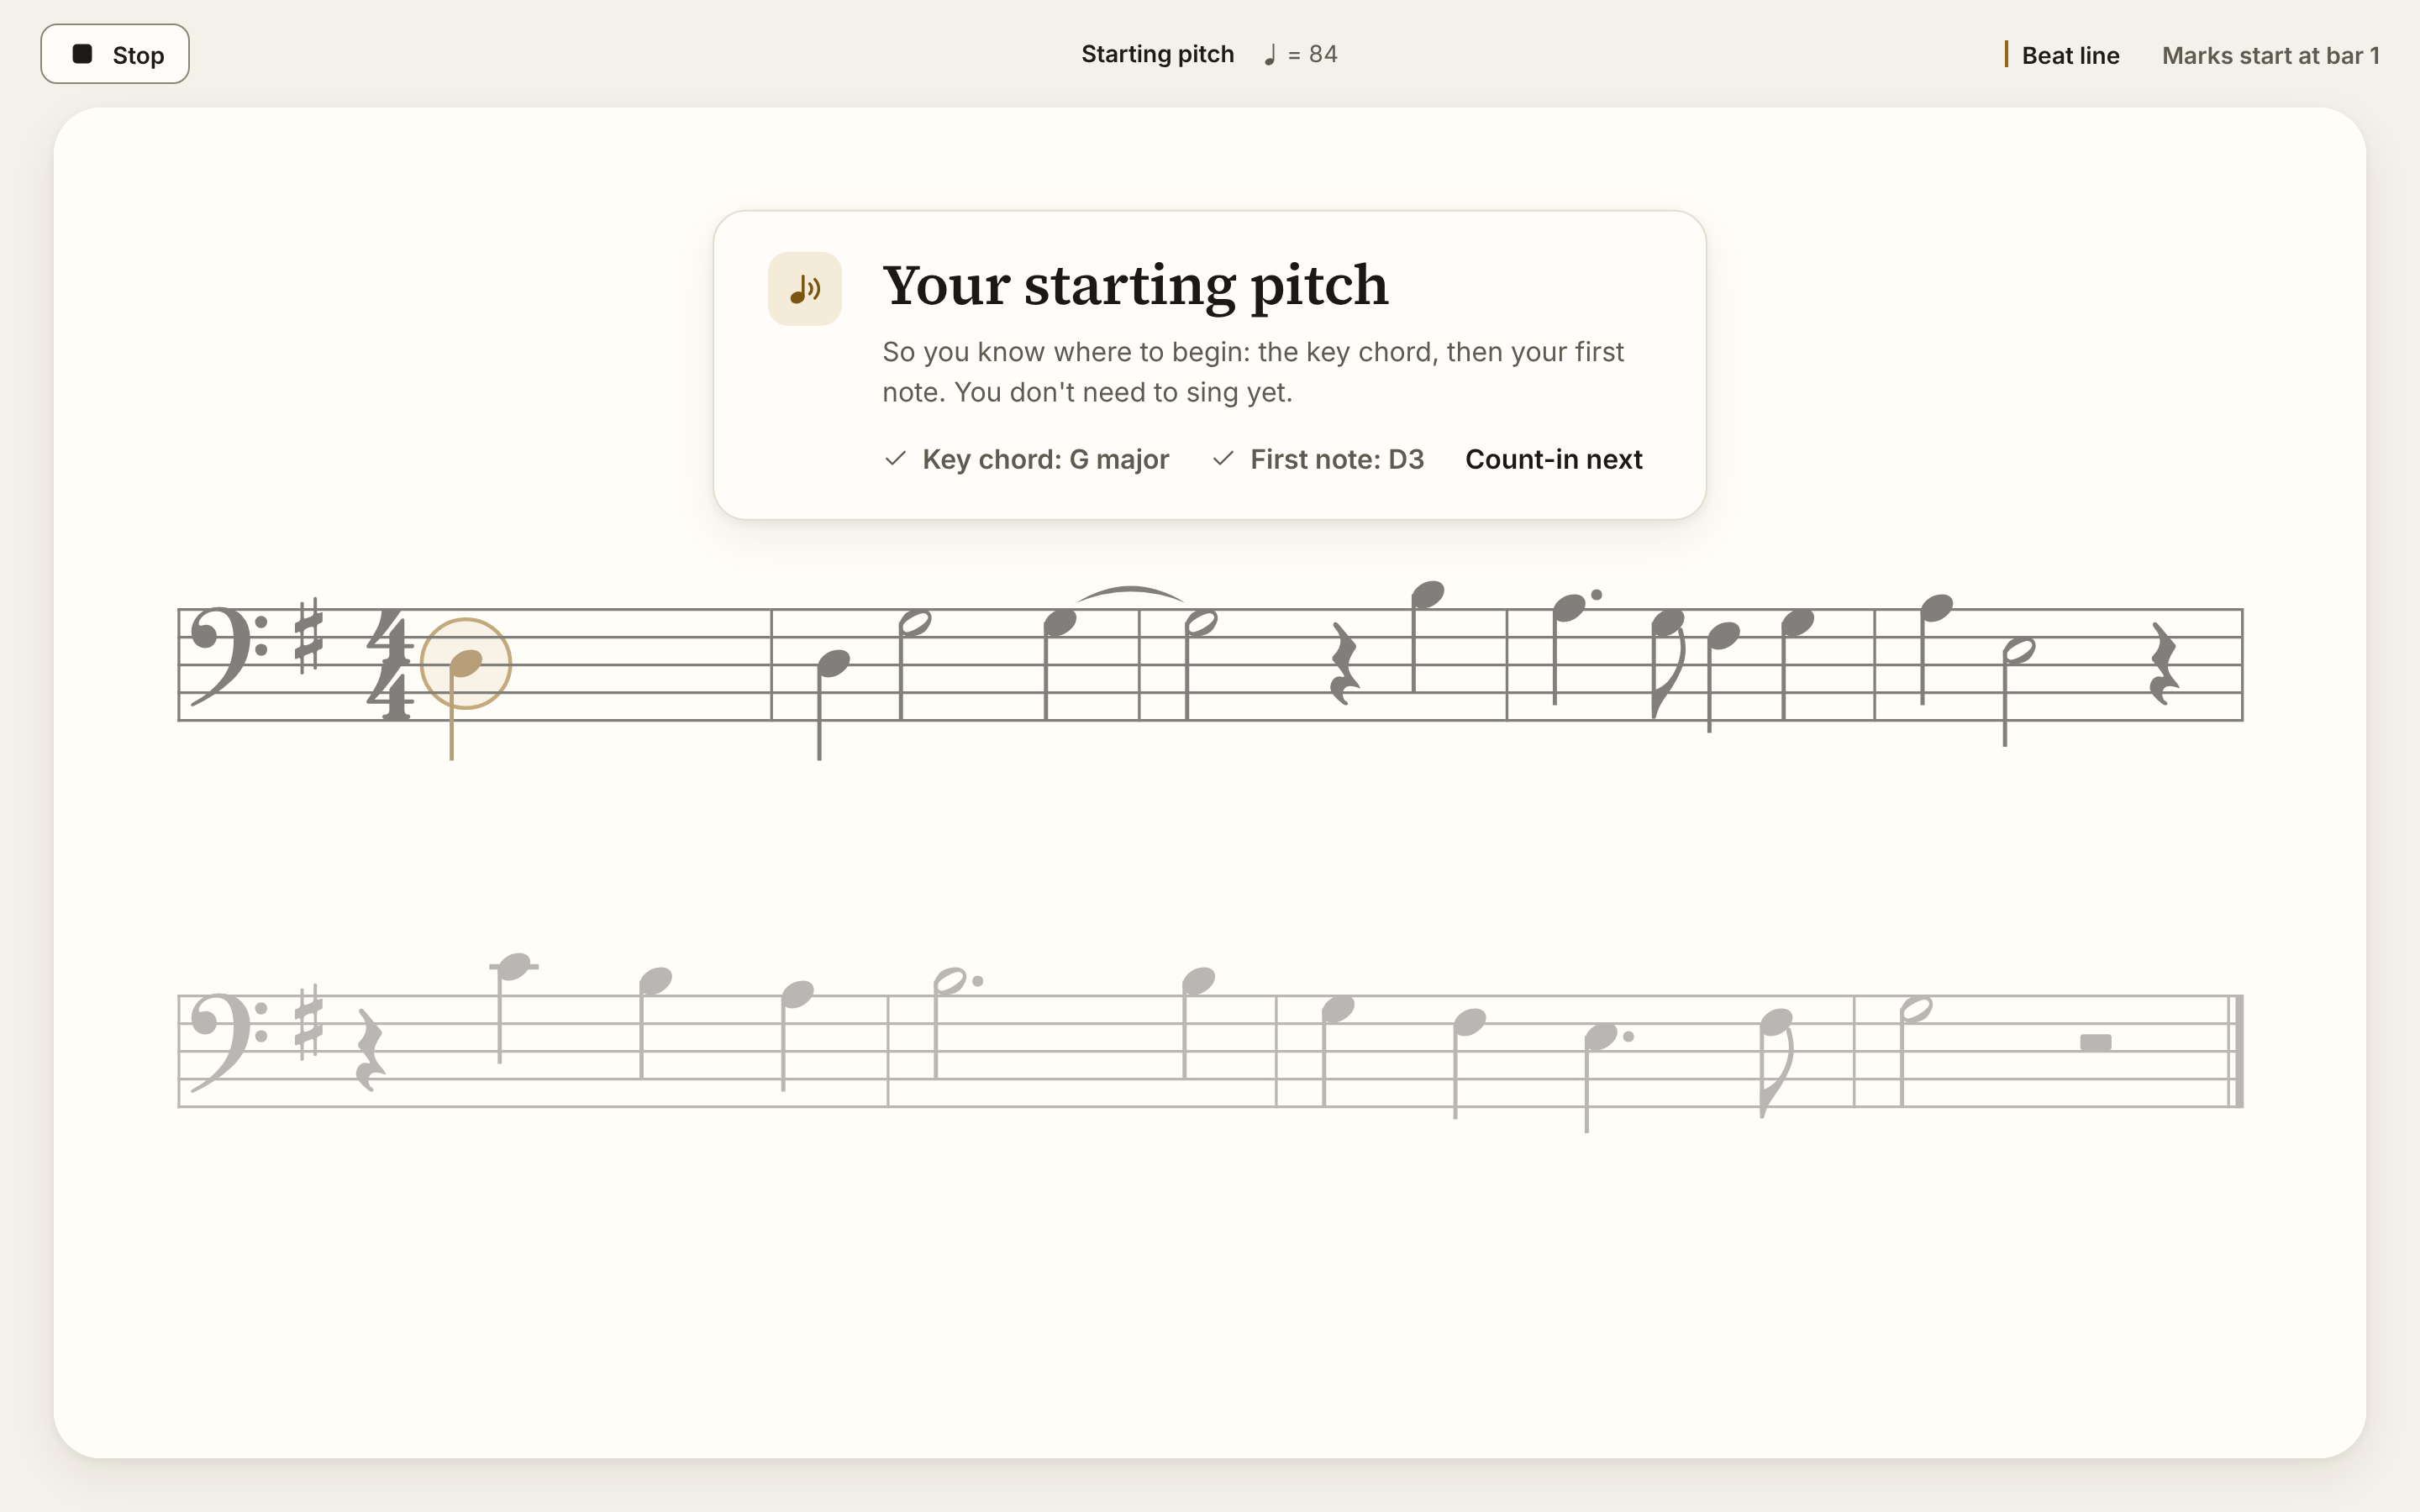 Stop
Starting pitch = 84
Beat line Marks start at bar 1
Your starting pitch
So you know where to begin: the key chord, then your first
note. You don't need to sing yet.
Key chord: G major First note: D3 Count-in next
4
4